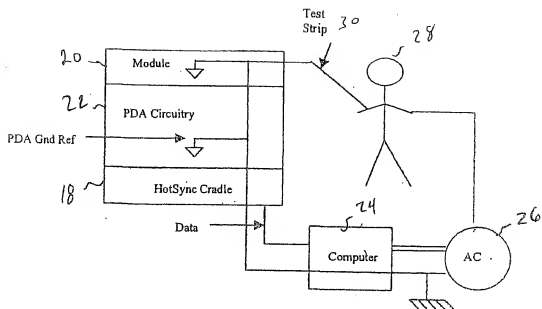 Test
Strip 30
28
20 Module
22 PDA Circuitry
PDA Gnd Ref
18 HotSync Cradle
Data
24
Computer
26
AC